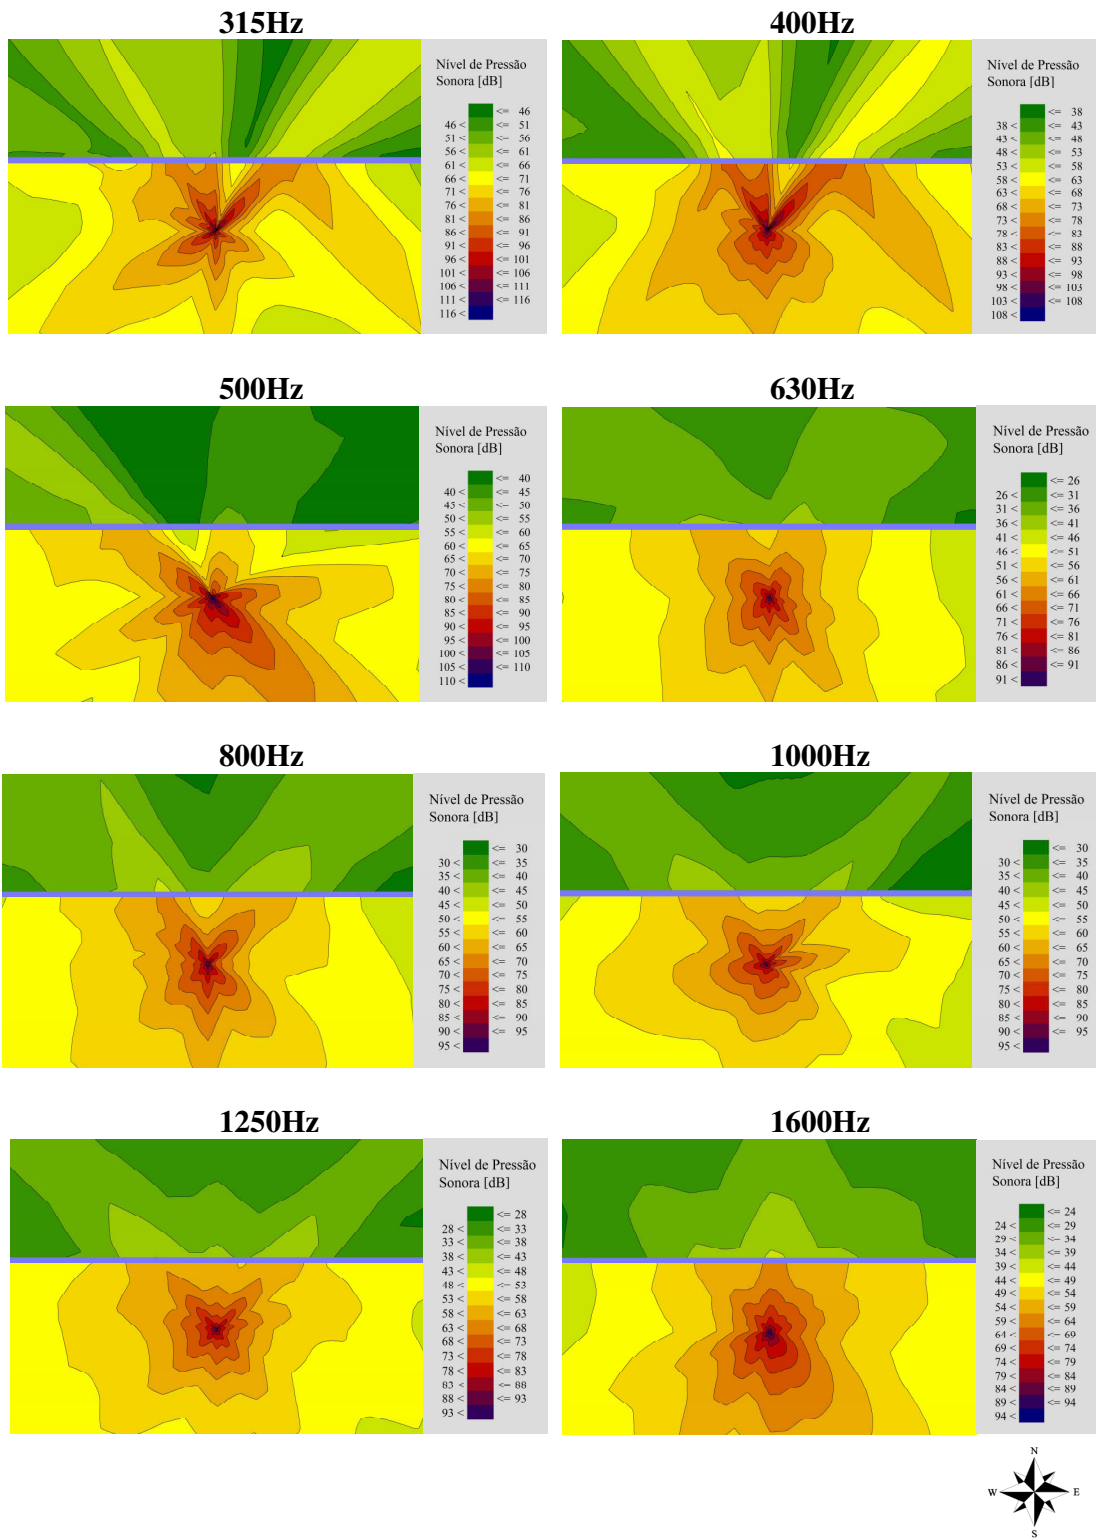 315Hz
400Hz
Nível de Pressão
Sonora [dB]
<= 46
46 < <= 51
51 < <= 56
56 < <= 61
61 < <= 66
66 < <= 71
71 < <= 76
76 < <= 81
81 < <= 86
86 < <= 91
91 < <= 96
96 < <= 101
101 < <= 106
106 < <= 111
111 < <= 116
116 <
Nível de Pressão
Sonora [dB]
<= 38
38 < <= 43
43 < <= 48
48 < <= 53
53 < <= 58
58 < <= 63
63 < <= 68
68 < <= 73
73 < <= 78
78 < <= 83
83 < <= 88
88 < <= 93
93 < <= 98
98 < <= 103
103 < <= 108
108 <
500Hz
630Hz
Nível de Pressão
Sonora [dB]
<= 40
40 < <= 45
45 < <= 50
50 < <= 55
55 < <= 60
60 < <= 65
65 < <= 70
70 < <= 75
75 < <= 80
80 < <= 85
85 < <= 90
90 < <= 95
95 < <= 100
100 < <= 105
105 < <= 110
110 <
Nível de Pressão
Sonora [dB]
<= 26
26 < <= 31
31 < <= 36
36 < <= 41
41 < <= 46
46 < <= 51
51 < <= 56
56 < <= 61
61 < <= 66
66 < <= 71
71 < <= 76
76 < <= 81
81 < <= 86
86 < <= 91
91 <
800Hz
1000Hz
Nível de Pressão
Sonora [dB]
<= 30
30 < <= 35
35 < <= 40
40 < <= 45
45 < <= 50
50 < <= 55
55 < <= 60
60 < <= 65
65 < <= 70
70 < <= 75
75 < <= 80
80 < <= 85
85 < <= 90
90 < <= 95
95 <
Nível de Pressão
Sonora [dB]
<= 30
30 < <= 35
35 < <= 40
40 < <= 45
45 < <= 50
50 < <= 55
55 < <= 60
60 < <= 65
65 < <= 70
70 < <= 75
75 < <= 80
80 < <= 85
85 < <= 90
90 < <= 95
95 <
1250Hz
1600Hz
Nível de Pressão
Sonora [dB]
<= 28
28 < <= 33
33 < <= 38
38 < <= 43
43 < <= 48
48 < <= 53
53 < <= 58
58 < <= 63
63 < <= 68
68 < <= 73
73 < <= 78
78 < <= 83
83 < <= 88
88 < <= 93
93 <
Nível de Pressão
Sonora [dB]
<= 24
24 < <= 29
29 < <= 34
34 < <= 39
39 < <= 44
44 < <= 49
49 < <= 54
54 < <= 59
59 < <= 64
64 < <= 69
69 < <= 74
74 < <= 79
79 < <= 84
84 < <= 89
89 < <= 94
94 <
N
W E
S